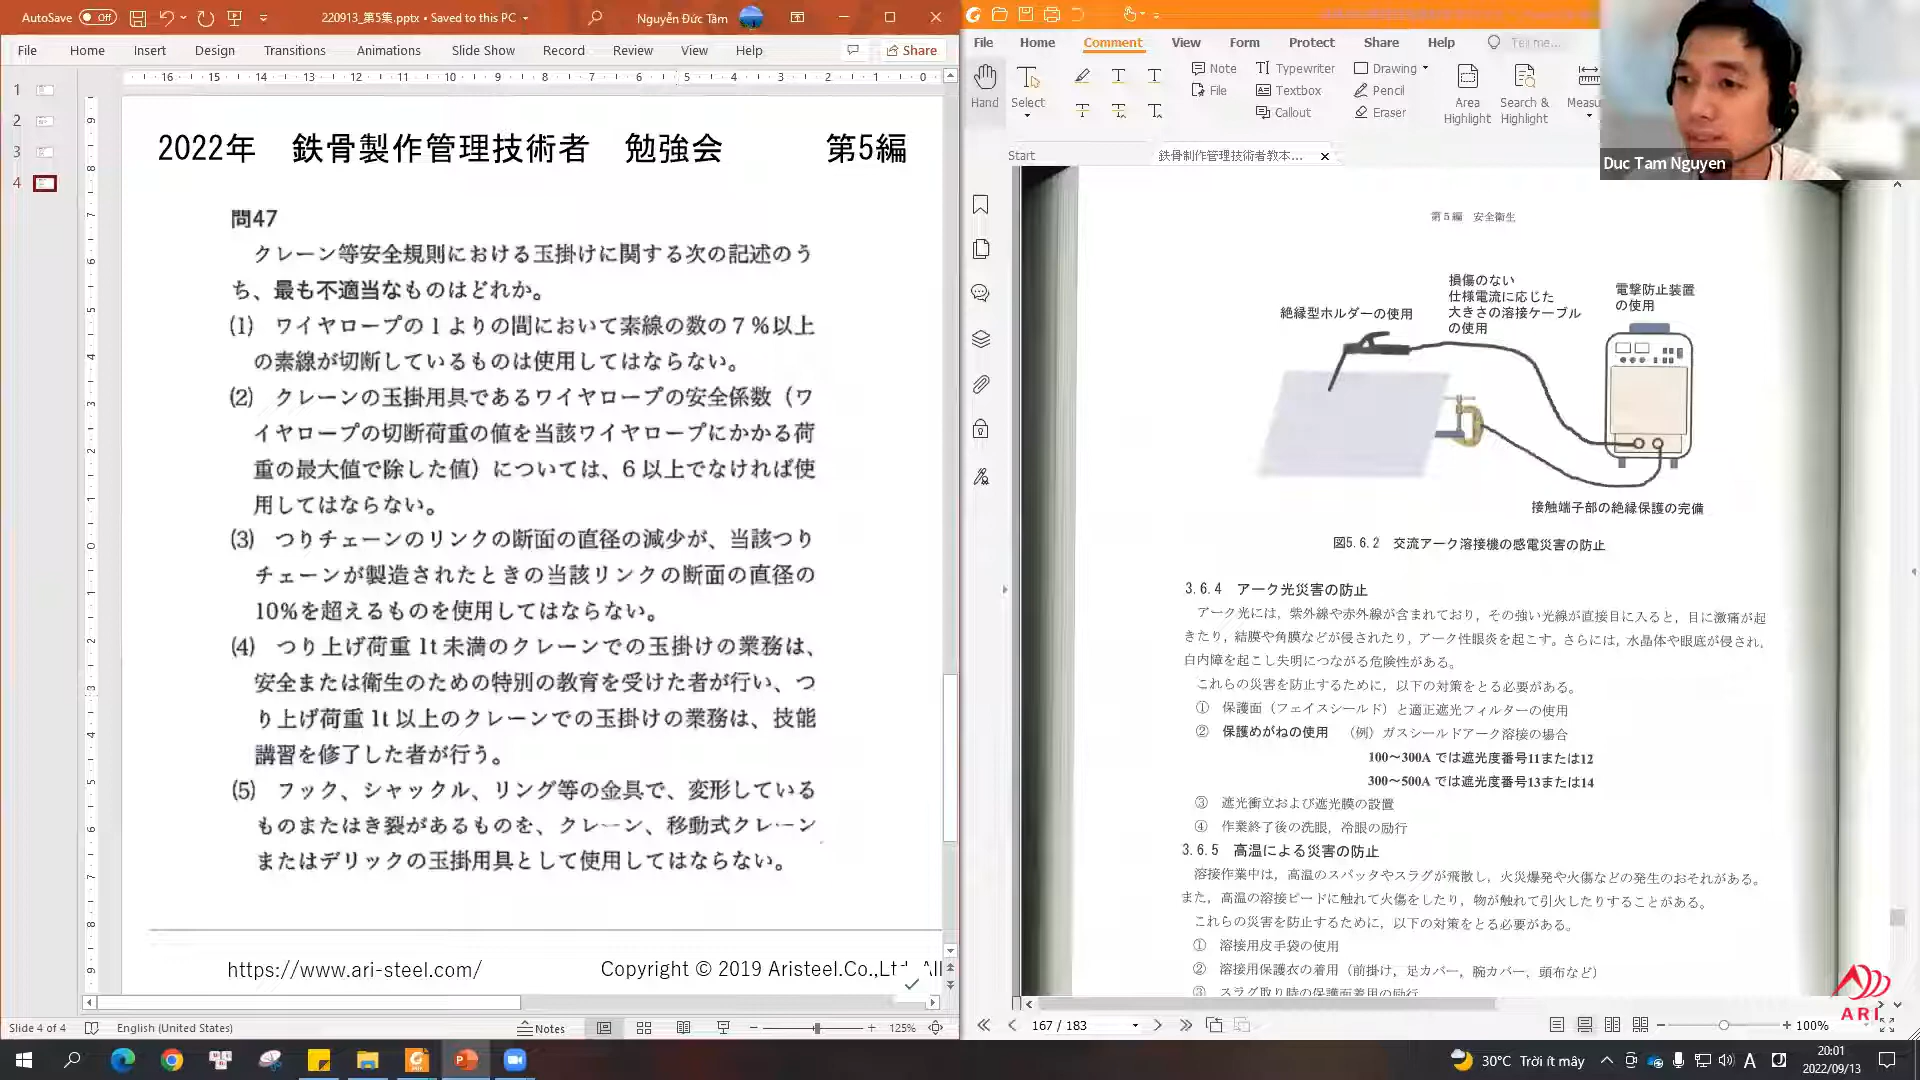 AutoSave Off
220913_第5集.pptx • Saved to this PC
Nguyễn Đức Tâm
File Home Insert Design Transitions Animations Slide Show Record Review View Help Share
16 15 14 13 12 11 10 9 8 7 6 5 4 3 2 1 0
1
2
3
4
2022年 鉄骨製作管理技術者 勉強会 第5編
問47
クレーン等安全規則における玉掛けに関する次の記述のう
ち、最も不適当なものはどれか。
(1) ワイヤロープの1よりの間において素線の数の7%以上
の素線が切断しているものは使用してはならない。
(2) クレーンの玉掛用具であるワイヤロープの安全係数（ワ
イヤロープの切断荷重の値を当該ワイヤロープにかかる荷
重の最大値で除した値）については、6以上でなければ使
用してはならない。
(3) つりチェーンのリンクの断面の直径の減少が、当該つり
チェーンが製造されたときの当該リンクの断面の直径の
10%を超えるものを使用してはならない。
(4) つり上げ荷重1t未満のクレーンでの玉掛けの業務は、
安全または衛生のための特別の教育を受けた者が行い、つ
り上げ荷重1t以上のクレーンでの玉掛けの業務は、技能
講習を修了した者が行う。
(5) フック、シャックル、リング等の金具で、変形している
ものまたはき裂があるものを、クレーン、移動式クレーン
またはデリックの玉掛用具として使用してはならない。
https://www.ari-steel.com/
Copyright © 2019 Aristeel.Co.,Ltd. All
Slide 4 of 4 English (United States) Notes 125%
File Home Comment View Form Protect Share Help Tell me...
Hand
Select
Note
File
Typewriter
Textbox
Callout
Drawing
Pencil
Eraser
Area
Highlight
Search &
Highlight
Measu
Start
鉄骨制作管理技術者教本...
Duc Tam Nguyen
第5編 安全衛生
絶縁型ホルダーの使用
損傷のない
仕様電流に応じた
大きさの溶接ケーブル
の使用
電撃防止装置
の使用
接触端子部の絶縁保護の完備
図5.6.2 交流アーク溶接機の感電災害の防止
3.6.4 アーク光災害の防止
アーク光には，紫外線や赤外線が含まれており，その強い光線が直接目に入ると，目に激痛が起
きたり，結膜や角膜などが侵されたり，アーク性眼炎を起こす。さらには，水晶体や眼底が侵され，
白内障を起こし失明につながる危険性がある。
これらの災害を防止するために，以下の対策をとる必要がある。
① 保護面（フェイスシールド）と適正遮光フィルターの使用
② 保護めがねの使用 （例）ガスシールドアーク溶接の場合
100～300A では遮光度番号11または12
300～500A では遮光度番号13または14
③ 遮光衝立および遮光膜の設置
④ 作業終了後の洗眼，冷眼の励行
3.6.5 高温による災害の防止
溶接作業中は，高温のスパッタやスラグが飛散し，火災爆発や火傷などの発生のおそれがある。
また，高温の溶接ビードに触れて火傷をしたり，物が触れて引火したりすることがある。
これらの災害を防止するために，以下の対策をとる必要がある。
① 溶接用皮手袋の使用
② 溶接用保護衣の着用（前掛け，足カバー，腕カバー，頭布など）
③ スラグ取り時の保護面着用の励行
ARI
167 / 183
100%
30°C Trời ít mây
20:01
2022/09/13